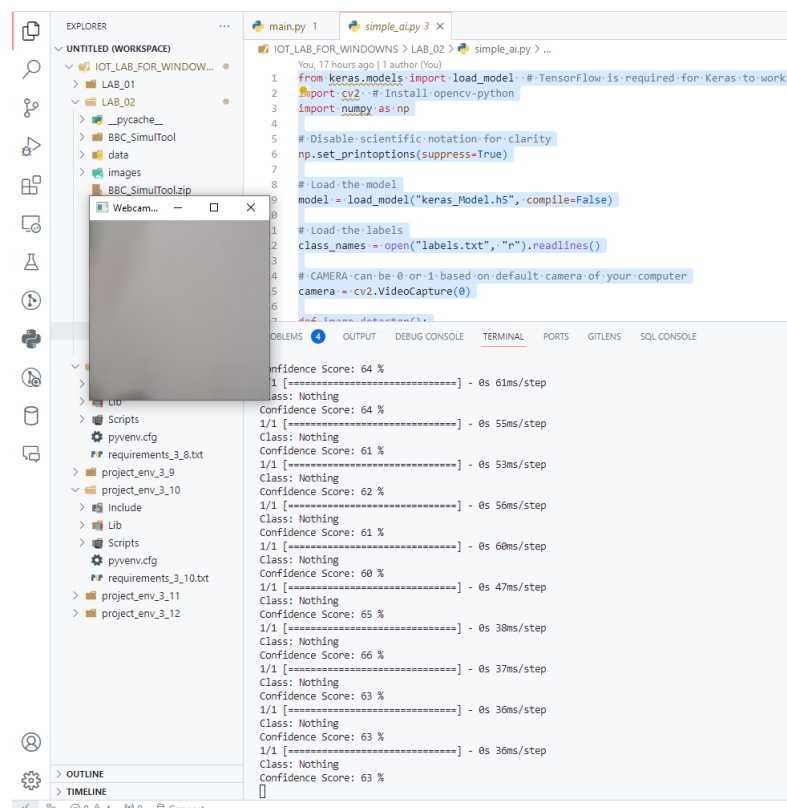 EXPLORER
UNTITLED (WORKSPACE)
IOT_LAB_FOR_WINDOW...
LAB_01
LAB_02
__pycache__
BBC_SimulTool
data
images
BBC_SimulTool.zip
Webcam...
Lib
Scripts
pyvenv.cfg
requirements_3_8.txt
project_env_3_9
project_env_3_10
Include
Lib
Scripts
pyvenv.cfg
requirements_3_10.txt
project_env_3_11
project_env_3_12
OUTLINE
TIMELINE
main.py 1 simple_ai.py 3
IOT_LAB_FOR_WINDOWNS > LAB_02 > simple_ai.py > ...
You, 17 hours ago | 1 author (You)
1 from keras.models import load_model # TensorFlow is required for Keras to work
2 import cv2 # Install opencv-python
3 import numpy as np
4
5 # Disable scientific notation for clarity
6 np.set_printoptions(suppress=True)
7
8 # Load the model
9 model = load_model("keras_Model.h5", compile=False)
0
1 # Load the labels
2 class_names = open("labels.txt", "r").readlines()
3
4 # CAMERA can be 0 or 1 based on default camera of your computer
5 camera = cv2.VideoCapture(0)
6
7 def image_detector():
OBLEMS 4 OUTPUT DEBUG CONSOLE TERMINAL PORTS GITLENS SQL CONSOLE
nfidence Score: 64 %
/1 [==============================] - 0s 61ms/step
ass: Nothing
Confidence Score: 64 %
1/1 [==============================] - 0s 55ms/step
Class: Nothing
Confidence Score: 61 %
1/1 [==============================] - 0s 53ms/step
Class: Nothing
Confidence Score: 62 %
1/1 [==============================] - 0s 56ms/step
Class: Nothing
Confidence Score: 61 %
1/1 [==============================] - 0s 60ms/step
Class: Nothing
Confidence Score: 60 %
1/1 [==============================] - 0s 47ms/step
Class: Nothing
Confidence Score: 65 %
1/1 [==============================] - 0s 38ms/step
Class: Nothing
Confidence Score: 66 %
1/1 [==============================] - 0s 37ms/step
Class: Nothing
Confidence Score: 63 %
1/1 [==============================] - 0s 36ms/step
Class: Nothing
Confidence Score: 63 %
1/1 [==============================] - 0s 36ms/step
Class: Nothing
Confidence Score: 63 %